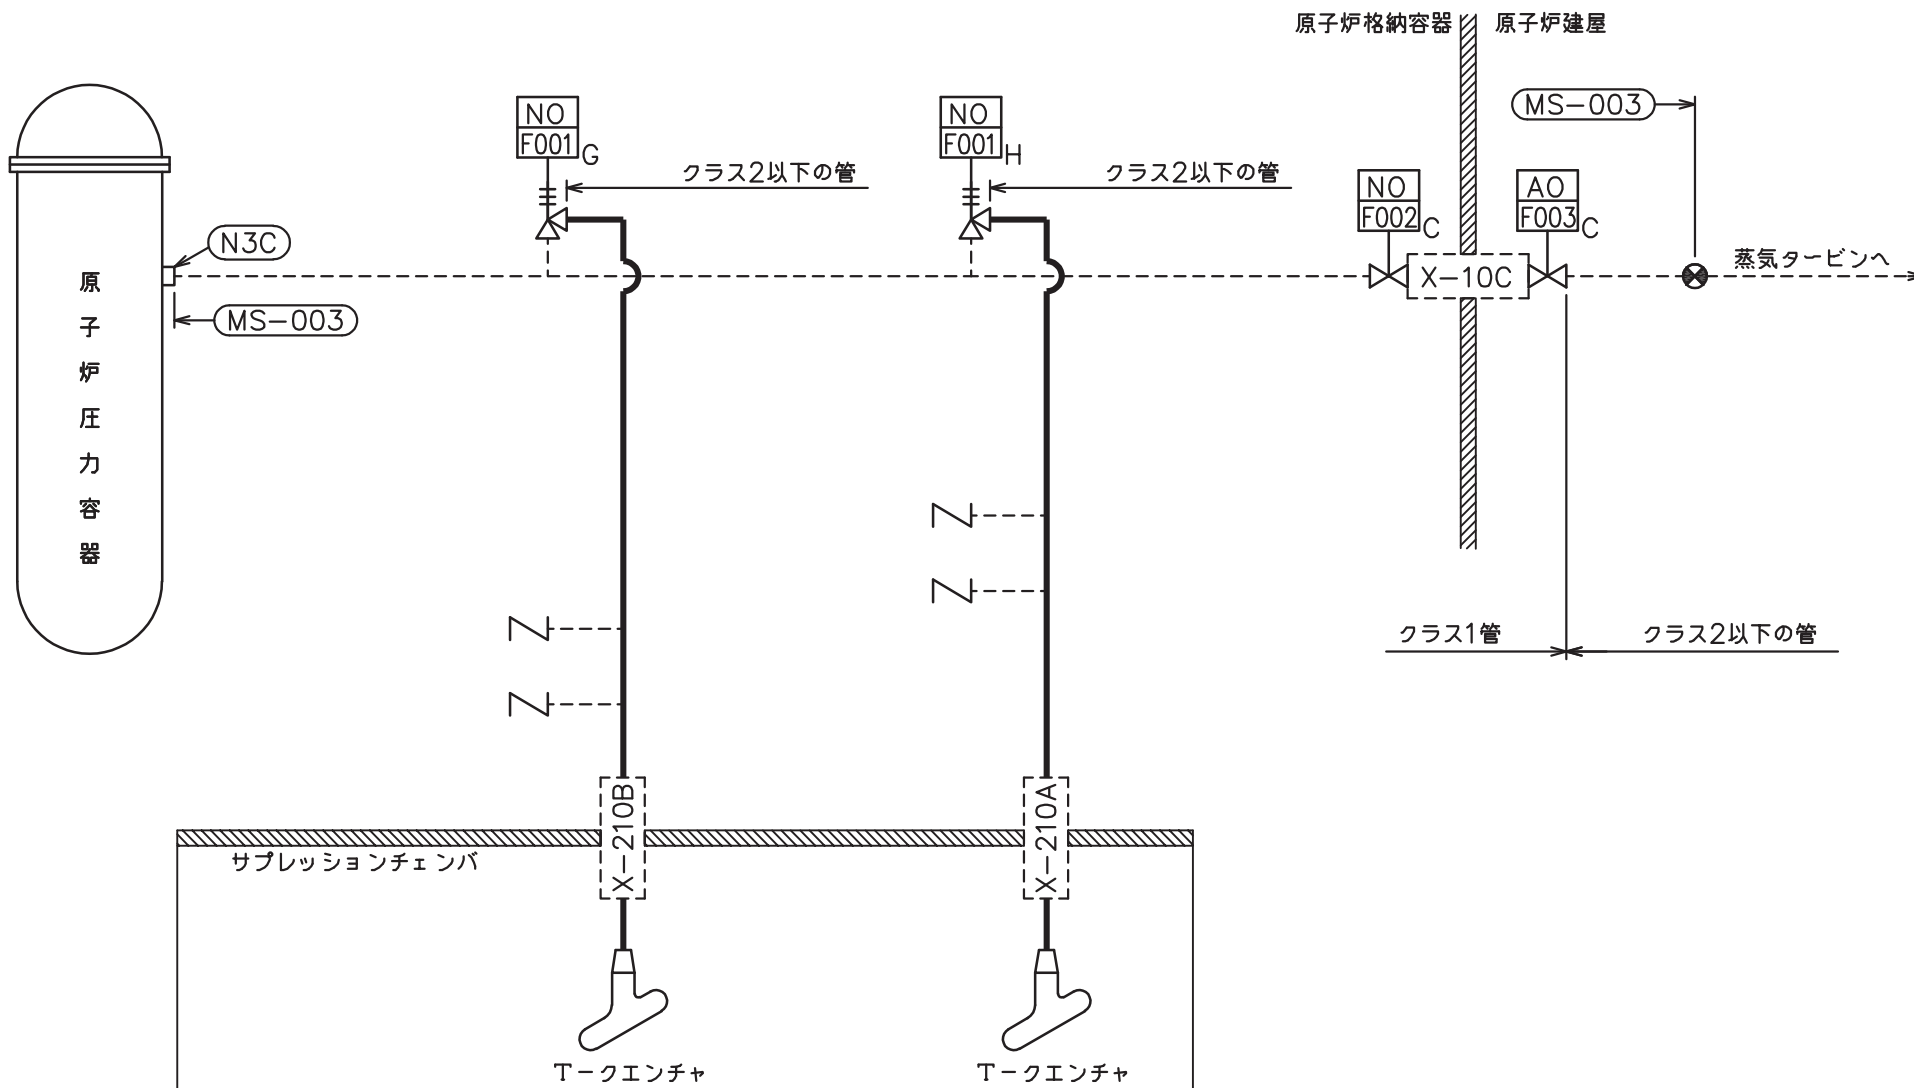 原子炉格納容器
原子炉建屋
NO
F001
G
NO
F001
H
MS-003
クラス2以下の管
クラス2以下の管
NO
F002
C
AO
F003
C
N3C
X-10C
蒸気タービンへ
MS-003
原子炉圧力容器
クラス1管
クラス2以下の管
X-210B
X-210A
サプレッションチェンバ
T-クエンチャ
T-クエンチャ